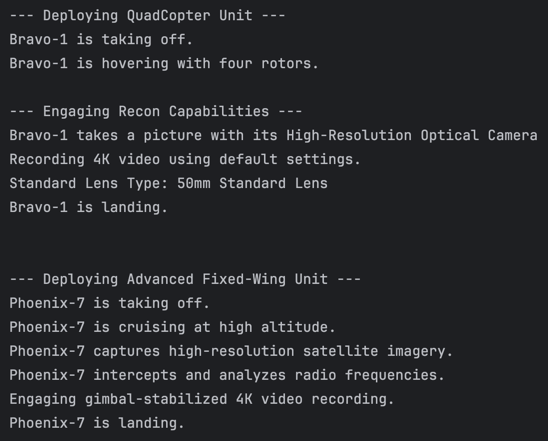 --- Deploying QuadCopter Unit ---
Bravo-1 is taking off.
Bravo-1 is hovering with four rotors.
--- Engaging Recon Capabilities ---
Bravo-1 takes a picture with its High-Resolution Optical Camera
Recording 4K video using default settings.
Standard Lens Type: 50mm Standard Lens
Bravo-1 is landing.
--- Deploying Advanced Fixed-Wing Unit ---
Phoenix-7 is taking off.
Phoenix-7 is cruising at high altitude.
Phoenix-7 captures high-resolution satellite imagery.
Phoenix-7 intercepts and analyzes radio frequencies.
Engaging gimbal-stabilized 4K video recording.
Phoenix-7 is landing.